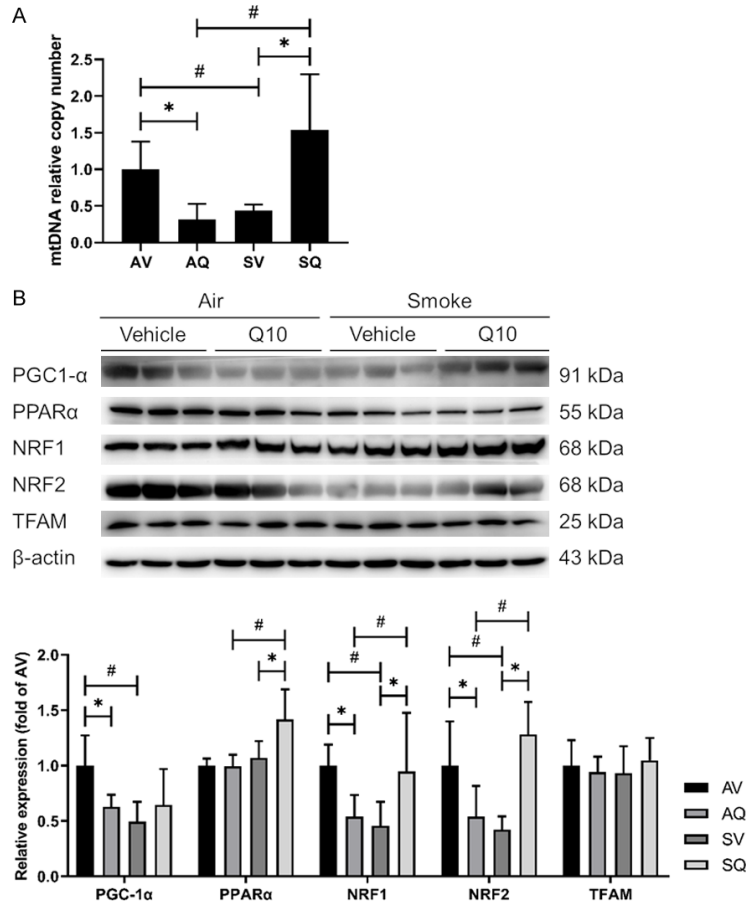 A
mtDNA relative copy number
2.5
2.0
1.5
1.0
0.5
0.0
#
*
#
*
AV AQ SV SQ
B
Air Smoke
Vehicle Q10 Vehicle Q10
PGC1-α 91 kDa
PPARα 55 kDa
NRF1 68 kDa
NRF2 68 kDa
TFAM 25 kDa
β-actin 43 kDa
Relative expression (fold of AV)
2.0
1.5
1.0
0.5
0.0
#
*
#
*
#
#
*
*
#
#
*
*
PGC-1α PPARα NRF1 NRF2 TFAM
AV
AQ
SV
SQ